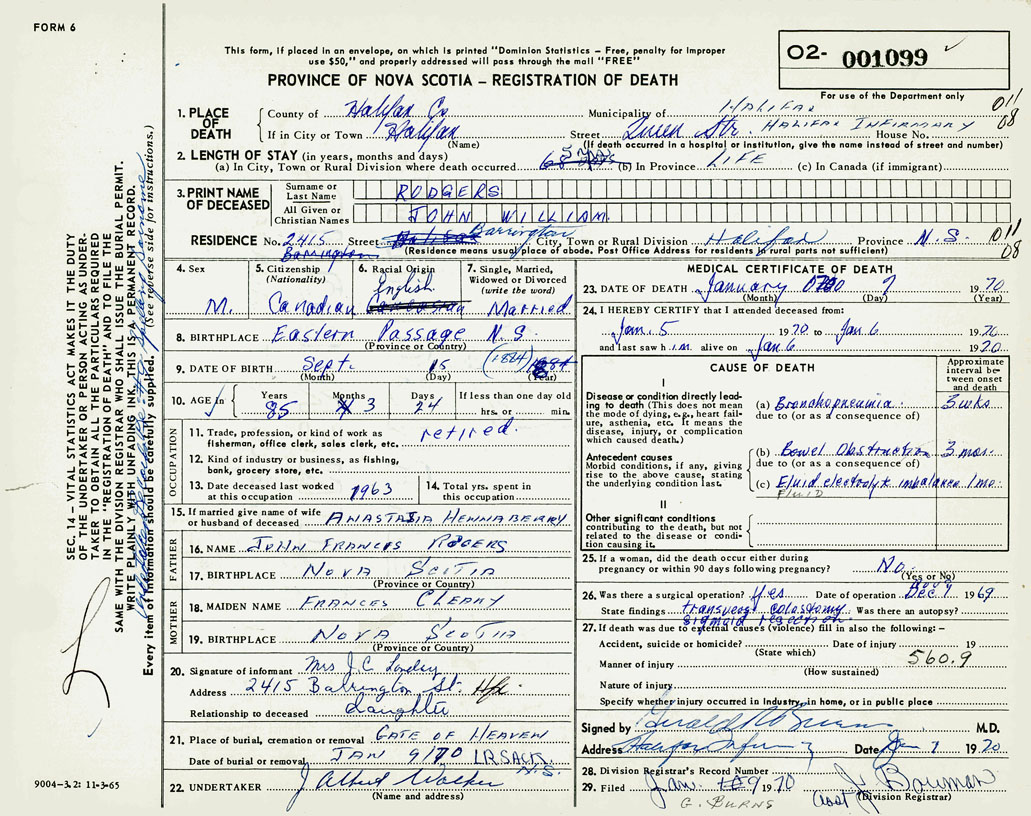 FORM 6
This form, if placed in an envelope, on which is printed "Dominion Statistics – Free, penalty for improper
use $50," and properly addressed will pass through the mail "FREE"
PROVINCE OF NOVA SCOTIA – REGISTRATION OF DEATH
O2- 001099
For use of the Department only
011
08
1. PLACE OF DEATH
County of Halifax Co Municipality of HALIFAX
If in City or Town Halifax Street Queen Str. HALIFAX INFIRMARY House No.
(Name) (If death occurred in a hospital or institution, give the name instead of street and number)
2. LENGTH OF STAY (in years, months and days)
(a) In City, Town or Rural Division where death occurred (b) In Province LIFE (c) In Canada (if immigrant)
3. PRINT NAME OF DECEASED
Surname or Last Name RODGERS
All Given or Christian Names JOHN WILLIAM
RESIDENCE No. 2415 Street Barrington City, Town or Rural Division Halifax Province N.S. 011
08
Barrington (Residence means usual place of abode. Post Office Address for residents in rural parts not sufficient)
4. Sex M.
5. Citizenship (Nationality) Canadian
6. Racial Origin English
7. Single, Married, Widowed or Divorced (write the word) Married
8. BIRTHPLACE Eastern Passage N.S.
(Province or Country)
9. DATE OF BIRTH Sept. 15 (1884)
(Month) (Day) (Year)
10. AGE in Years 85 Months 3 Days 24 If less than one day old hrs. or min.
OCCUPATION
11. Trade, profession, or kind of work as fisherman, office clerk, sales clerk, etc. retired.
12. Kind of industry or business, as fishing, bank, grocery store, etc.
13. Date deceased last worked at this occupation 1963
14. Total yrs. spent in this occupation
15. If married give name of wife or husband of deceased ANASTASIA HENNABERRY
FATHER
16. NAME JOHN FRANCES RODGERS
17. BIRTHPLACE NOVA SCOTIA
(Province or Country)
MOTHER
18. MAIDEN NAME FRANCES CLEARY
19. BIRTHPLACE NOVA SCOTIA
(Province or Country)
20. Signature of informant Mrs J.C.
Address 2415 Barrington St. Hfx
Relationship to deceased daughter
21. Place of burial, cremation or removal GATE OF HEAVEN
Date of burial or removal JAN 9/70 LR SACK. N.S.
22. UNDERTAKER J Albert Walker
(Name and address)
MEDICAL CERTIFICATE OF DEATH
23. DATE OF DEATH January 9 1970
(Month) (Day) (Year)
24. I HEREBY CERTIFY that I attended deceased from:
Jan. 5 1970 to Jan 6 1970
and last saw h.im. alive on Jan 6 1970
CAUSE OF DEATH
Approximate interval between onset and death
I
Disease or condition directly leading to death (This does not mean the mode of dying, e.g., heart failure, asthenia, etc. It means the disease, injury, or complication which caused death.)
(a) Bronchopneumia 3 wks
due to (or as a consequence of)
Antecedent causes
Morbid conditions, if any, giving rise to the above cause, stating the underlying condition last.
(b) Bowel Obstruction 3 mos.
due to (or as a consequence of)
(c) Fluid electrolyte imbalance 1 mo.
FLUID
II
Other significant conditions
contributing to the death, but not related to the disease or condition causing it.
25. If a woman, did the death occur either during pregnancy or within 90 days following pregnancy? No.
(Yes or No)
26. Was there a surgical operation? Yes Date of operation Dec 9 1969
State findings transverse colostomy Was there an autopsy?
sigmoid resection
27. If death was due to external causes (violence) fill in also the following: –
Accident, suicide or homicide? Date of injury 19
(State which) 560.9
Manner of injury
(How sustained)
Nature of injury
Specify whether injury occurred in Industry, in home, or in public place
Signed by Gerald R Burns M.D.
Address Halifax Infirmary Date Jan 7 1970
28. Division Registrar's Record Number
29. Filed Jan. 9 1970 J Bowman
G. BURNS Asst (Division Registrar)
SEC. 14 – VITAL STATISTICS ACT MAKES IT THE DUTY
OF THE UNDERTAKER OR PERSON ACTING AS UNDER-
TAKER TO OBTAIN ALL THE PARTICULARS REQUIRED
IN THE "REGISTRATION OF DEATH" AND TO FILE THE
SAME WITH THE DIVISION REGISTRAR WHO SHALL ISSUE THE BURIAL PERMIT.
WRITE PLAINLY WITH UNFADING INK. THIS IS A PERMANENT RECORD.
Every item of information should be carefully supplied. (See reverse side for instructions.)
9004–3.2: 11-3-65